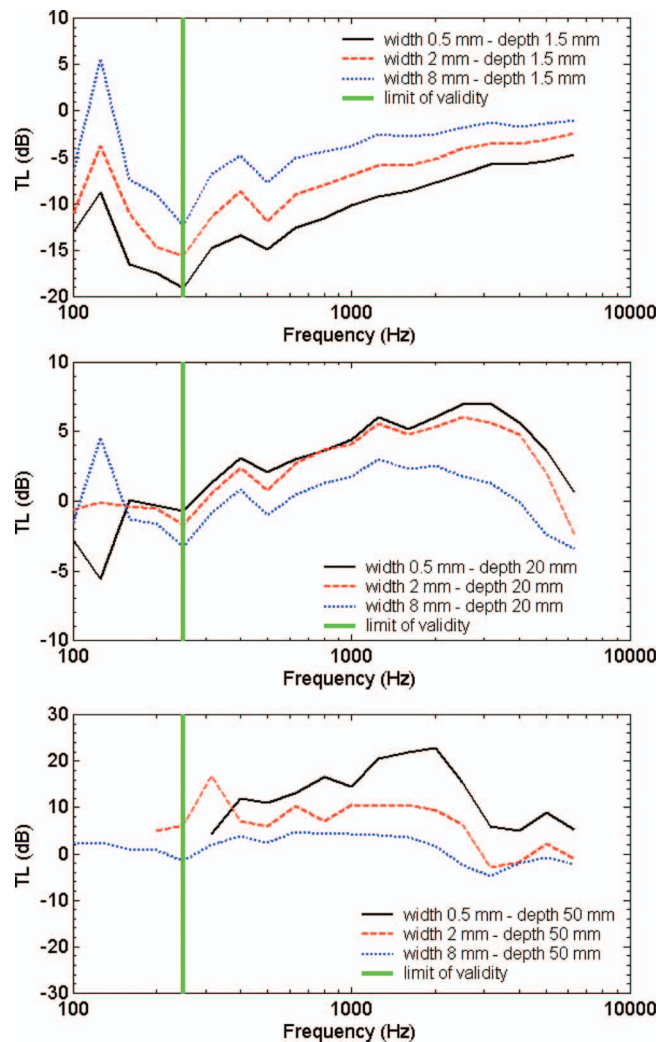 10
5
0
-5
-10
-15
-20
TL (dB)
width 0.5 mm - depth 1.5 mm
width 2 mm - depth 1.5 mm
width 8 mm - depth 1.5 mm
limit of validity
100 1000 10000
Frequency (Hz)
10
5
0
-5
-10
TL (dB)
width 0.5 mm - depth 20 mm
width 2 mm - depth 20 mm
width 8 mm - depth 20 mm
limit of validity
100 1000 10000
Frequency (Hz)
30
20
10
0
-10
-20
-30
TL (dB)
width 0.5 mm - depth 50 mm
width 2 mm - depth 50 mm
width 8 mm - depth 50 mm
limit of validity
100 1000 10000
Frequency (Hz)